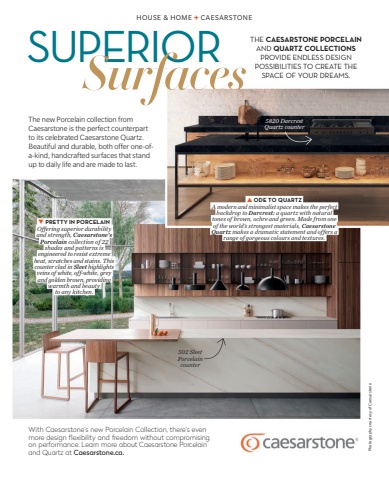 HOUSE & HOME + CAESARSTONE
SUPERIOR
Surfaces
THE CAESARSTONE PORCELAIN
AND QUARTZ COLLECTIONS
PROVIDE ENDLESS DESIGN
POSSIBILITIES TO CREATE THE
SPACE OF YOUR DREAMS.
The new Porcelain collection from
Caesarstone is the perfect counterpart
to its celebrated Caesarstone Quartz.
Beautiful and durable, both offer one-of-
a-kind, handcrafted surfaces that stand
up to daily life and are made to last.
5820 Darcrest
Quartz counter
▲ ODE TO QUARTZ
A modern and minimalist space makes the perfect
backdrop to Darcrest: a quartz with natural
tones of brown, ochre and green. Made from one
of the world's strongest materials, Caesarstone
Quartz makes a dramatic statement and offers a
range of gorgeous colours and textures.
▼ PRETTY IN PORCELAIN
Offering superior durability
and strength, Caesarstone's
Porcelain collection of 22
shades and patterns is
engineered to resist extreme
heat, scratches and stains. This
counter clad in Sleet highlights
veins of white, off-white, grey
and golden brown, providing
warmth and beauty
to any kitchen.
502 Sleet
Porcelain
counter
With Caesarstone's new Porcelain Collection, there's even
more design flexibility and freedom without compromising
on performance. Learn more about Caesarstone Porcelain
and Quartz at Caesarstone.ca.
caesarstone®
Photography courtesy of Caesarstone